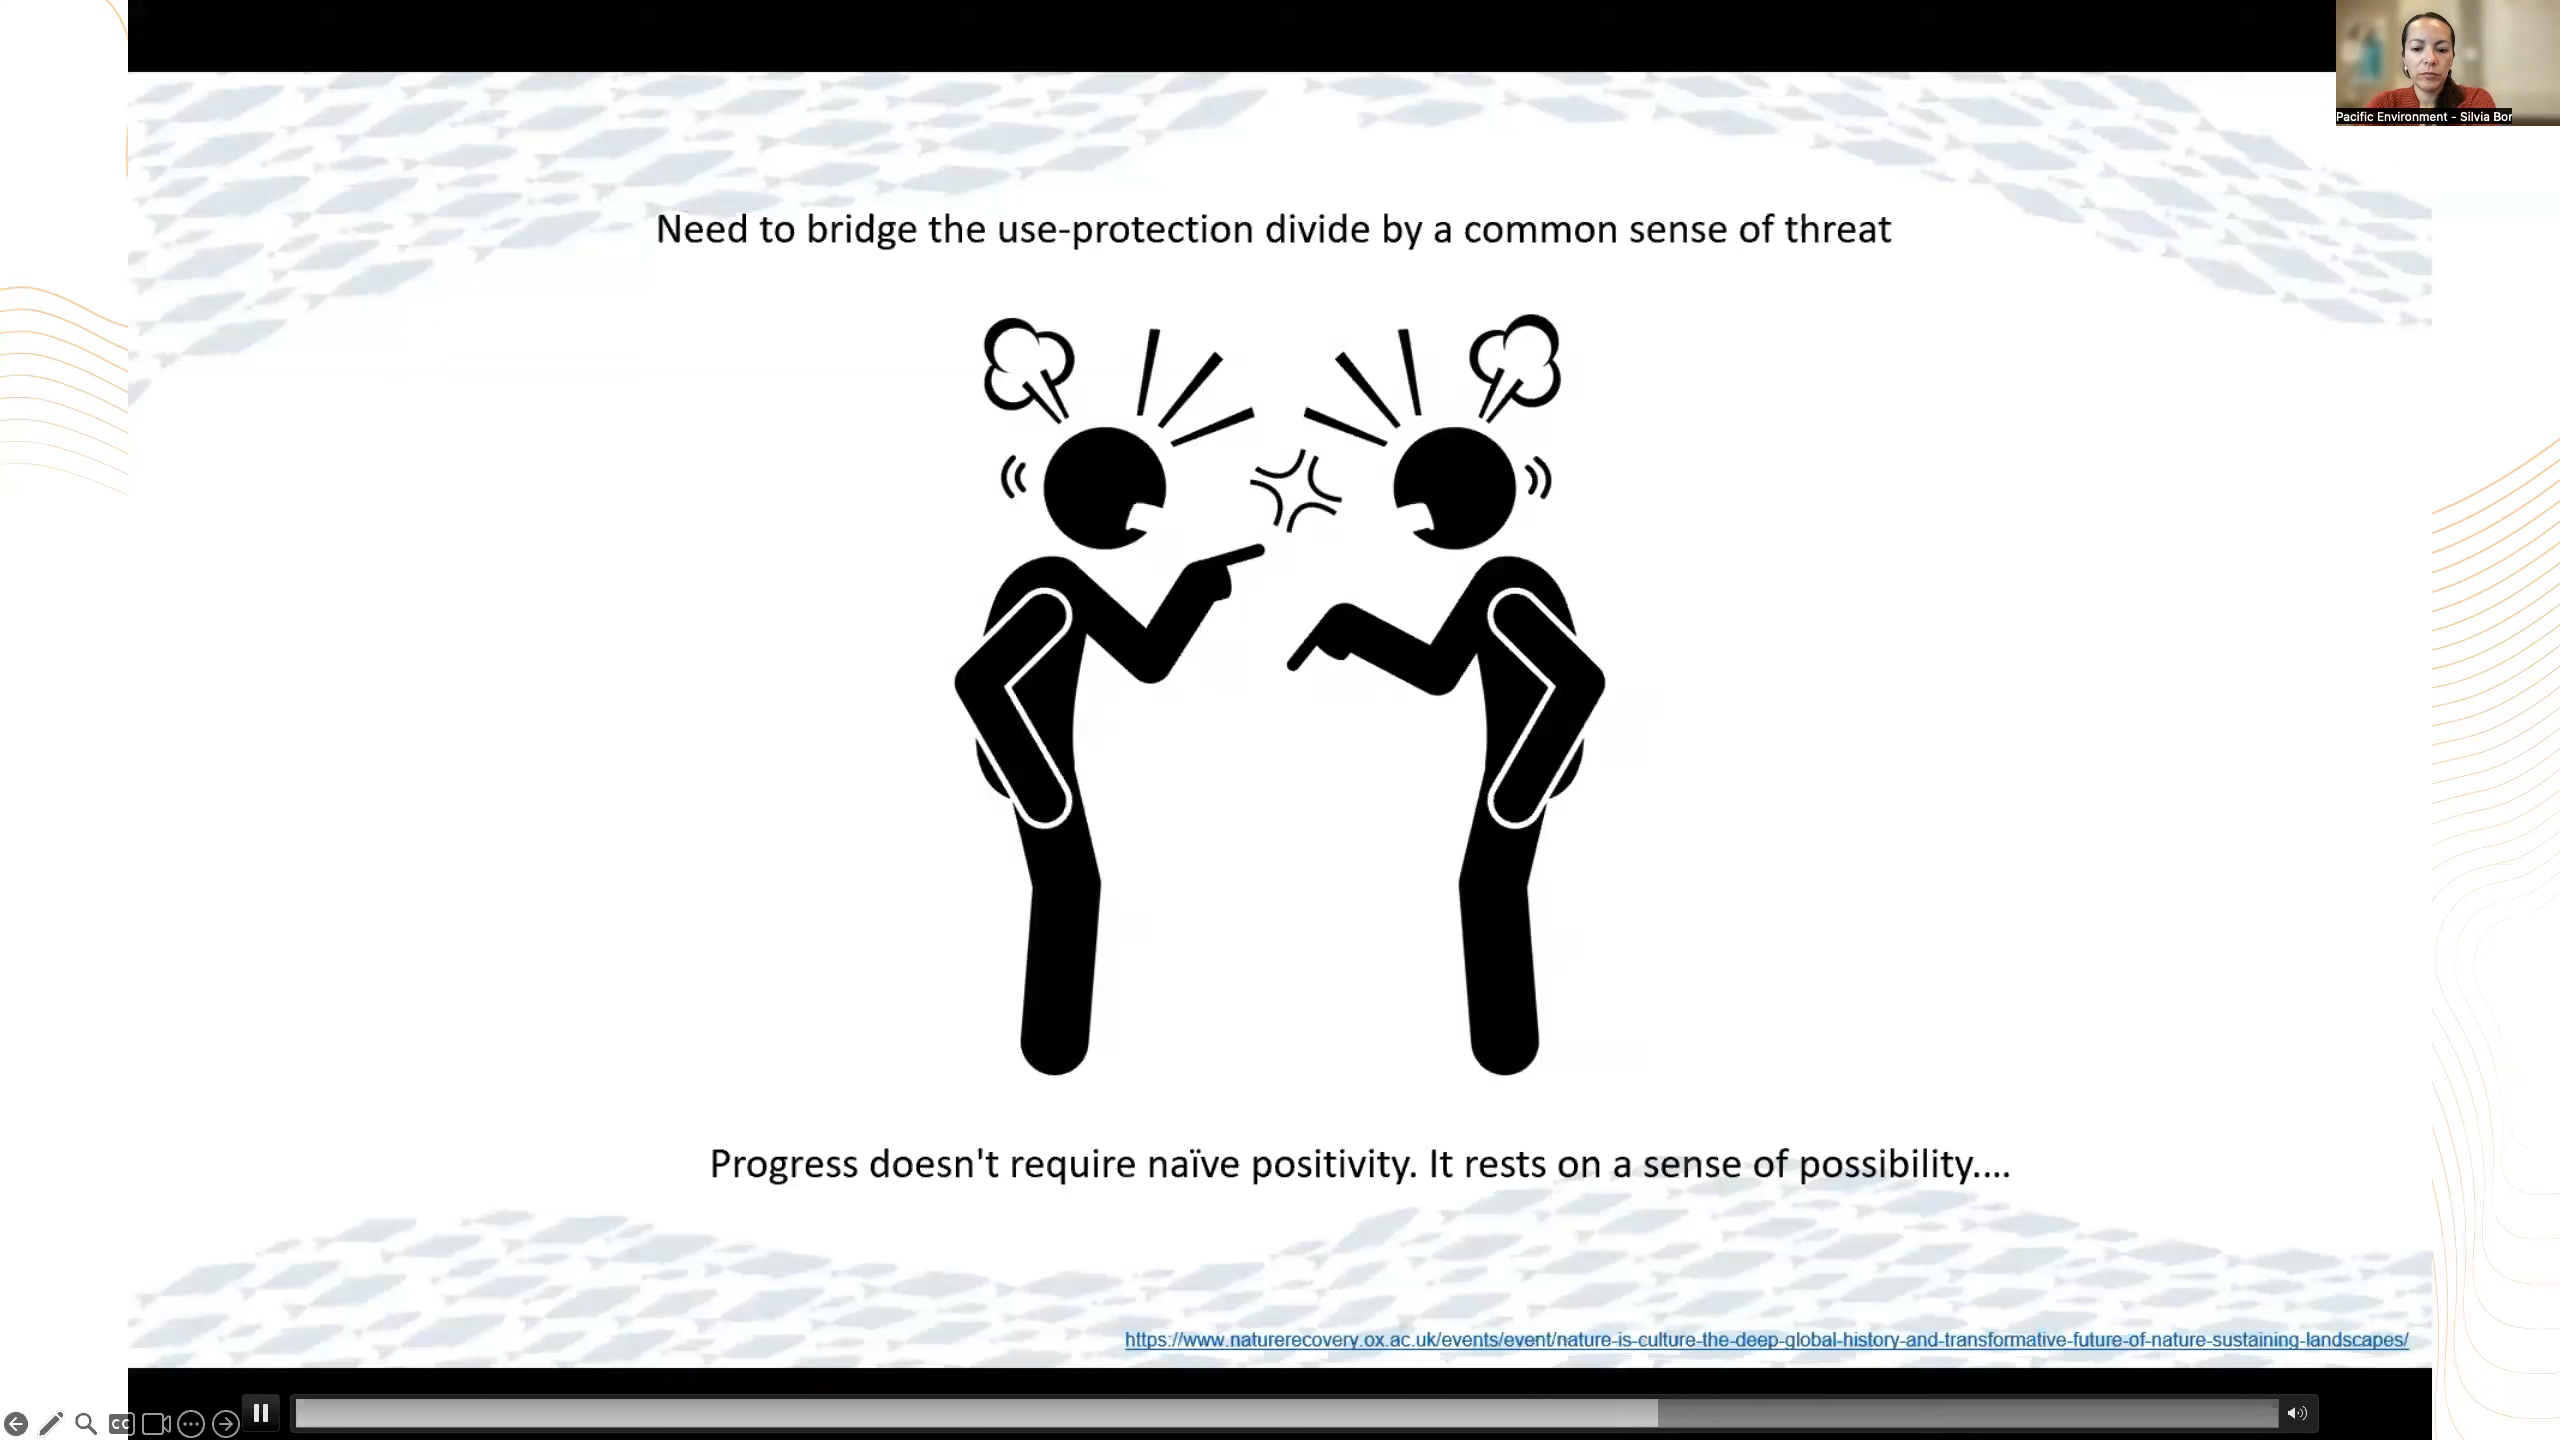 Pacific Environment - Silvia Bor
Need to bridge the use-protection divide by a common sense of threat
Progress doesn't require naïve positivity. It rests on a sense of possibility....
https://www.naturerecovery.ox.ac.uk/events/event/nature-is-culture-the-deep-global-history-and-transformative-future-of-nature-sustaining-landscapes/
CC